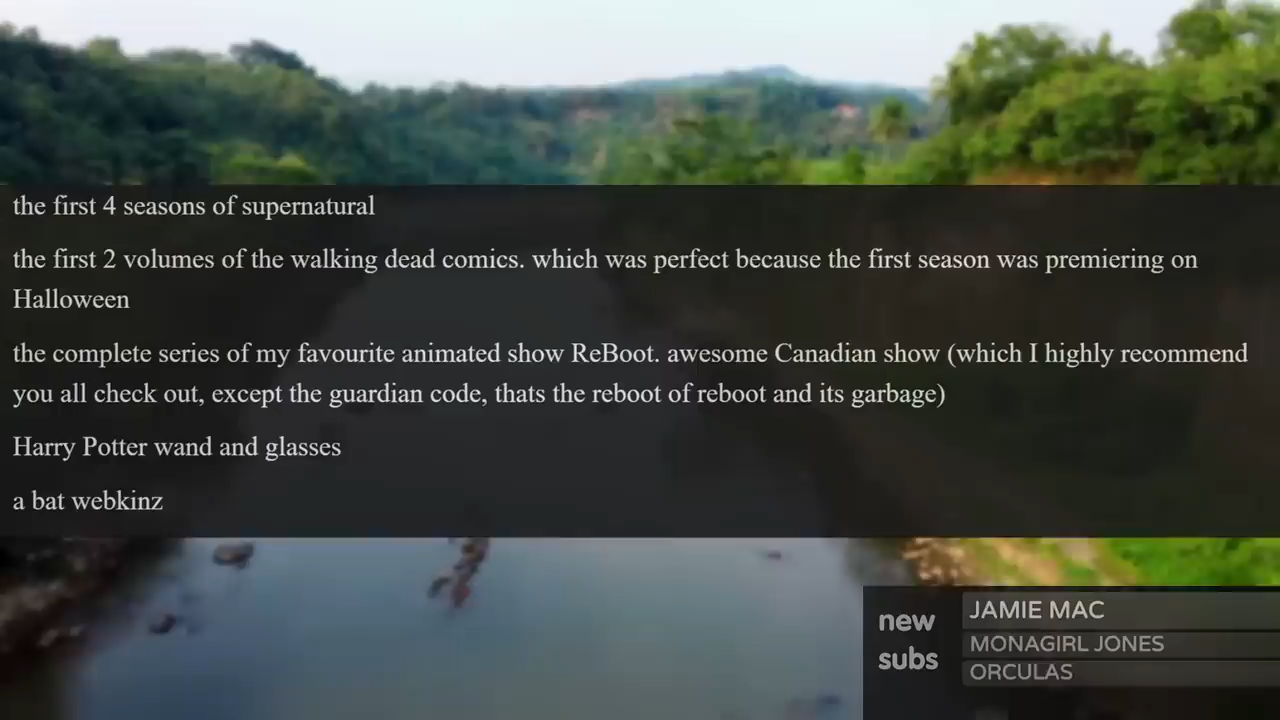 the first 4 seasons of supernatural
the first 2 volumes of the walking dead comics. which was perfect because the first season was premiering on
Halloween
the complete series of my favourite animated show ReBoot. awesome Canadian show (which I highly recommend
you all check out, except the guardian code, thats the reboot of reboot and its garbage)
Harry Potter wand and glasses
a bat webkinz
new
subs
JAMIE MAC
MONAGIRL JONES
ORCULAS